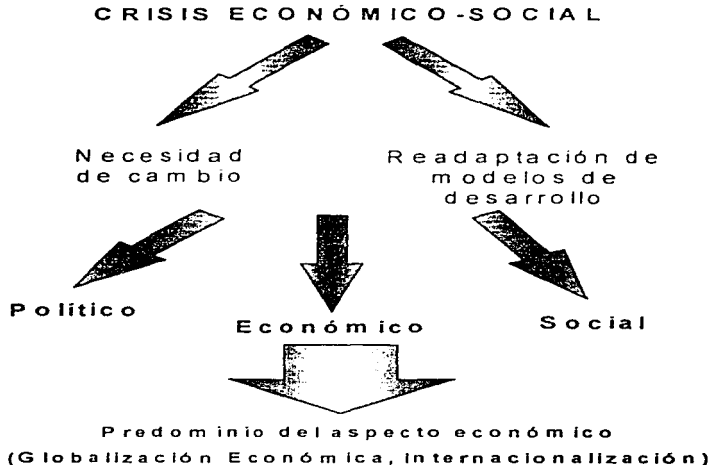 CRISIS ECONÓMICO-SOCIAL
Necesidad
de cambio
Readaptación de
modelos de
desarrollo
Político
Económico
Social
Predominio del aspecto económico
(Globalización Económica, Internacionalización)